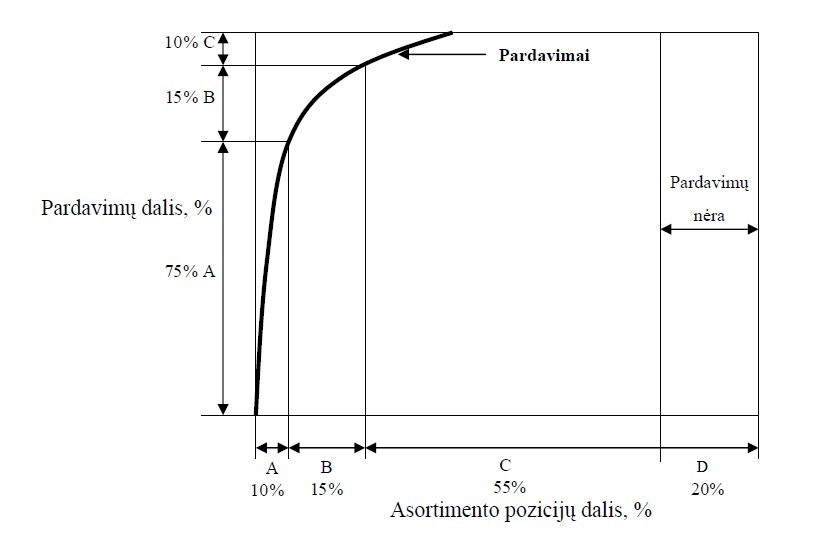 10% C
Pardavimai
15% B
Pardavimų
nėra
Pardavimų dalis, %
75% A
A
10%
B
15%
C
55%
D
20%
Asortimento pozicijų dalis, %